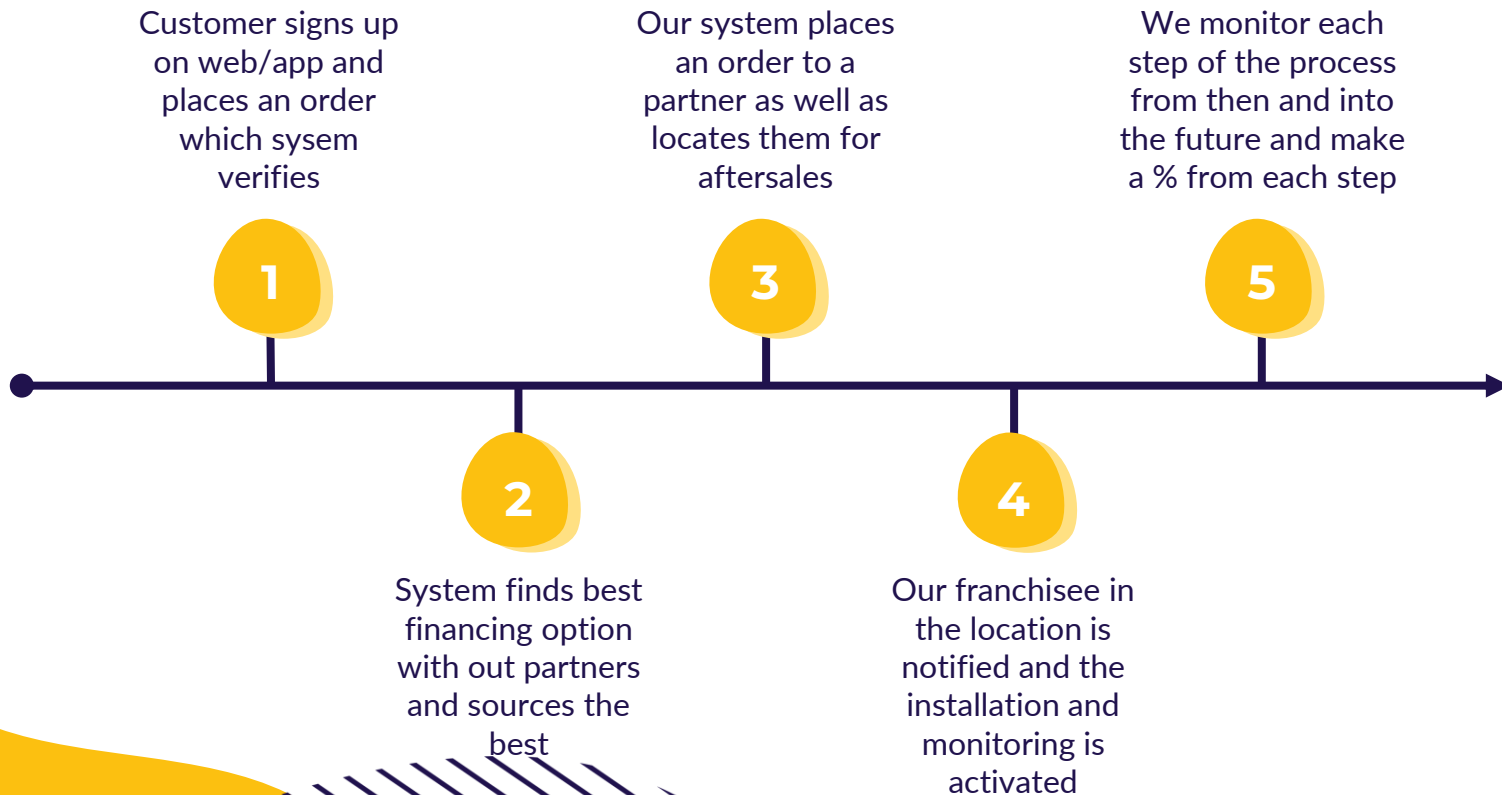 Customer signs up
on web/app and
places an order
which sysem
verifies
1
System finds best
financing option
with out partners
and sources the
best
2
Our system places
an order to a
partner as well as
locates them for
aftersales
3
Our franchisee in
the location is
notified and the
installation and
monitoring is
activated
4
We monitor each
step of the process
from then and into
the future and make
a % from each step
5